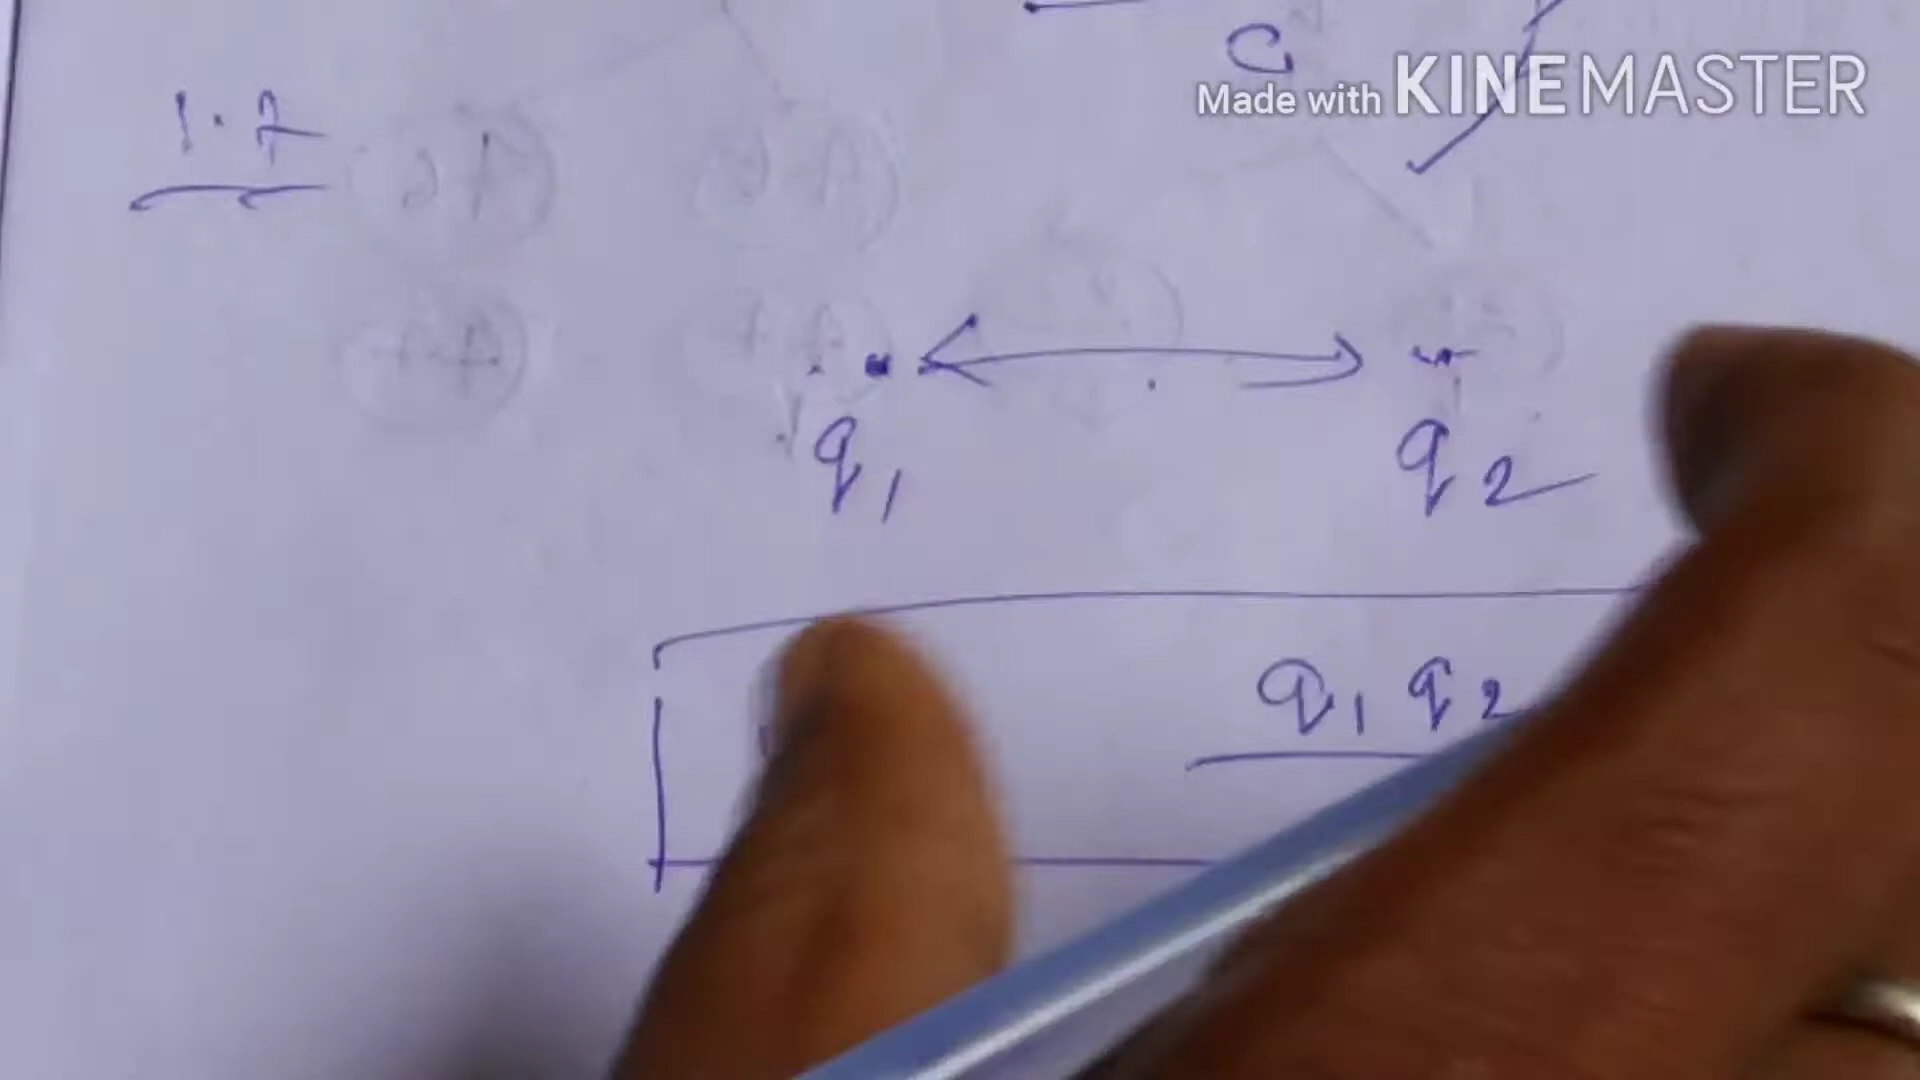 C
Made with KINEMASTER
1.7
q1 q2
q1 q2